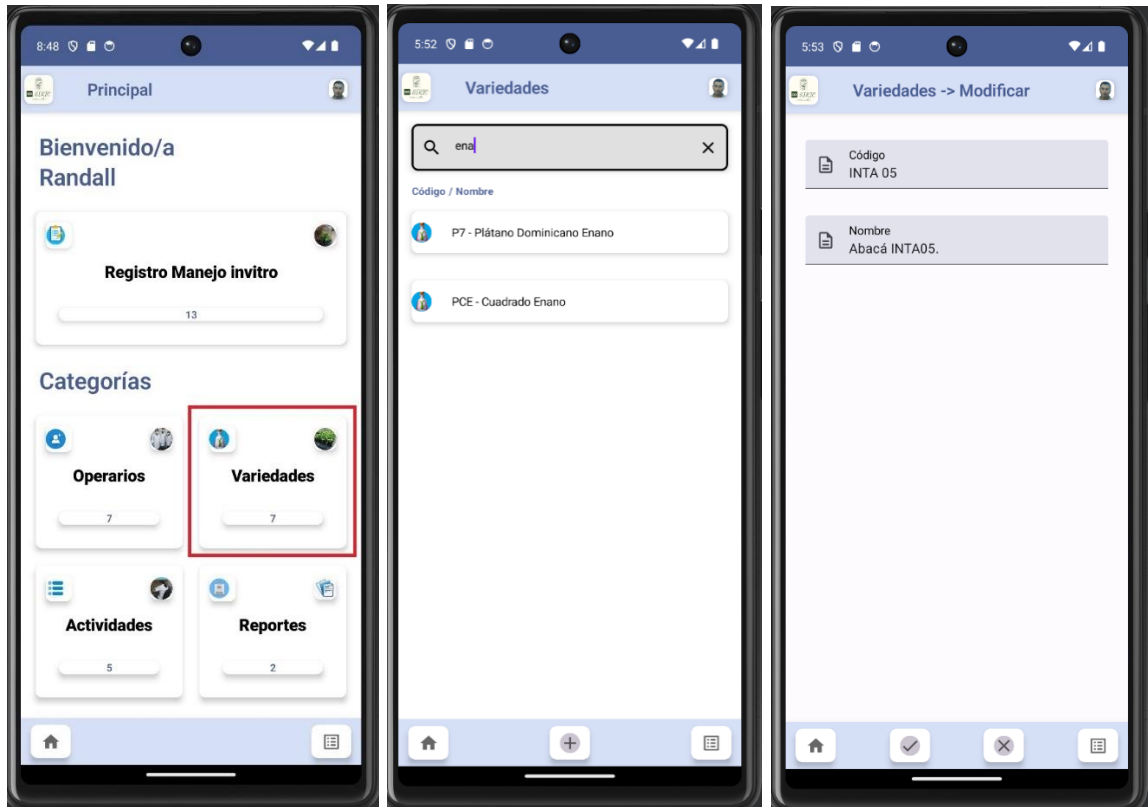 8:48
Principal
Bienvenido/a
Randall
Registro Manejo invitro
13
Categorías
Operarios
7
Variedades
7
Actividades
5
Reportes
2
5:52
Variedades
ena
Código / Nombre
P7 - Plátano Dominicano Enano
PCE - Cuadrado Enano
5:53
Variedades -> Modificar
Código
INTA 05
Nombre
Abacá INTA05.